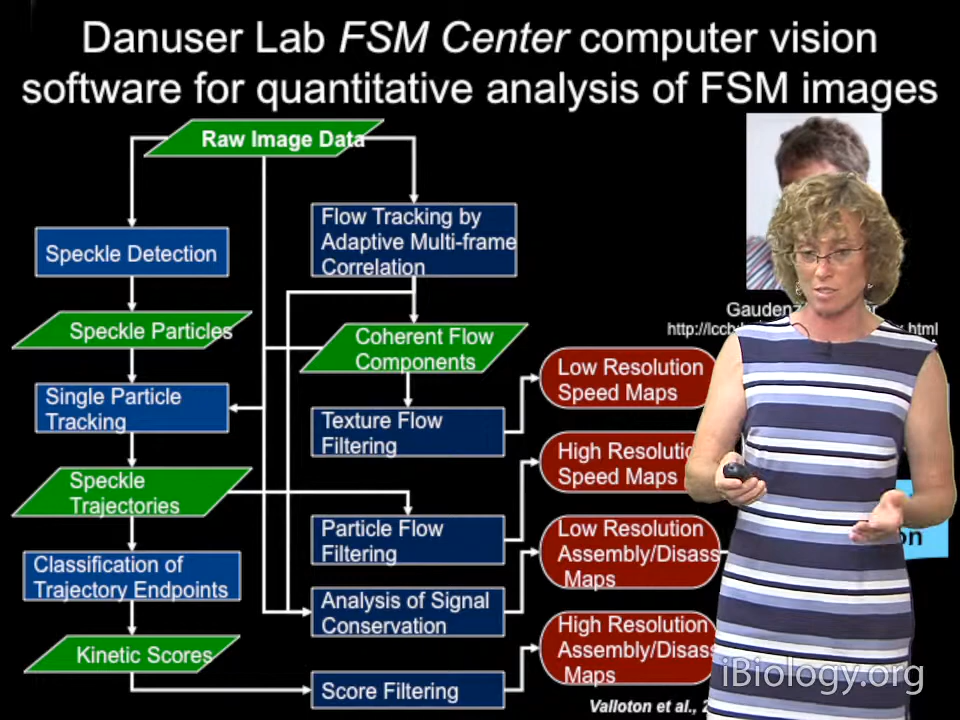 Danuser Lab FSM Center computer vision
software for quantitative analysis of FSM images
Raw Image Data
Flow Tracking by
Adaptive Multi-frame
Correlation
Speckle Detection
Speckle Particles
Coherent Flow
Components
Single Particle
Tracking
Texture Flow
Filtering
Low Resolution
Speed Maps
High
Speed Maps
Speckle
Trajectories
Particle Flow
Filtering
Low Resolution
Maps
Classification of
Trajectory Endpoints
Analysis of Signal
Conservation
High Resolution
Maps
Kinetic Scores
Score Filtering
Valloton et al.,
iBiology.org